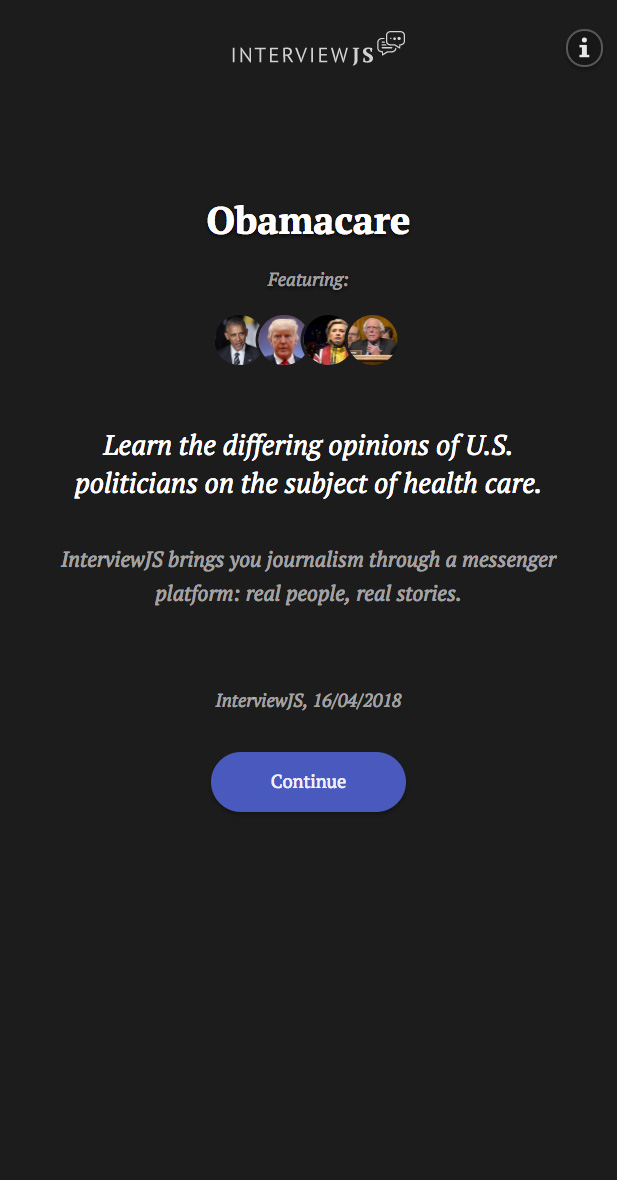 INTERVIEWJS
i
Obamacare
Featuring:
Learn the differing opinions of U.S.
politicians on the subject of health care.
InterviewJS brings you journalism through a messenger
platform: real people, real stories.
InterviewJS, 16/04/2018
Continue